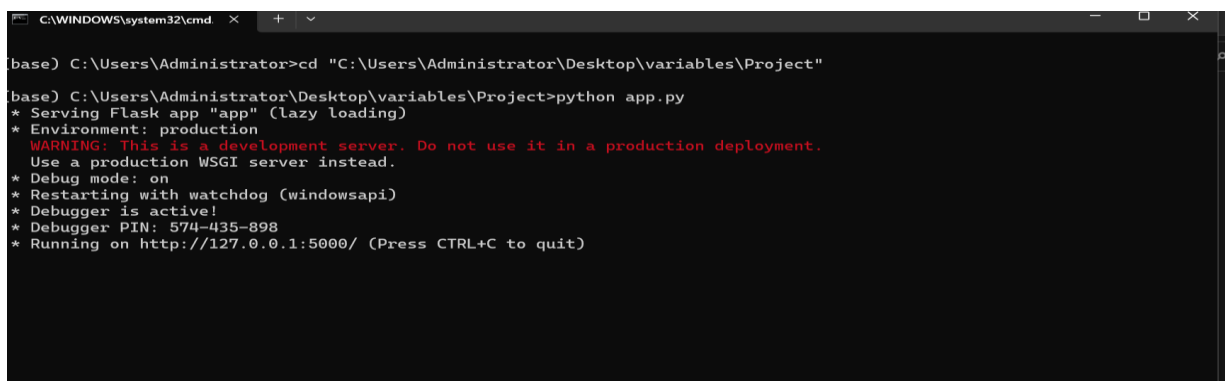 C:\WINDOWS\system32\cmd.
(base) C:\Users\Administrator>cd "C:\Users\Administrator\Desktop\variables\Project"
(base) C:\Users\Administrator\Desktop\variables\Project>python app.py
* Serving Flask app "app" (lazy loading)
* Environment: production
WARNING: This is a development server. Do not use it in a production deployment.
Use a production WSGI server instead.
* Debug mode: on
* Restarting with watchdog (windowsapi)
* Debugger is active!
* Debugger PIN: 574-435-898
* Running on http://127.0.0.1:5000/ (Press CTRL+C to quit)